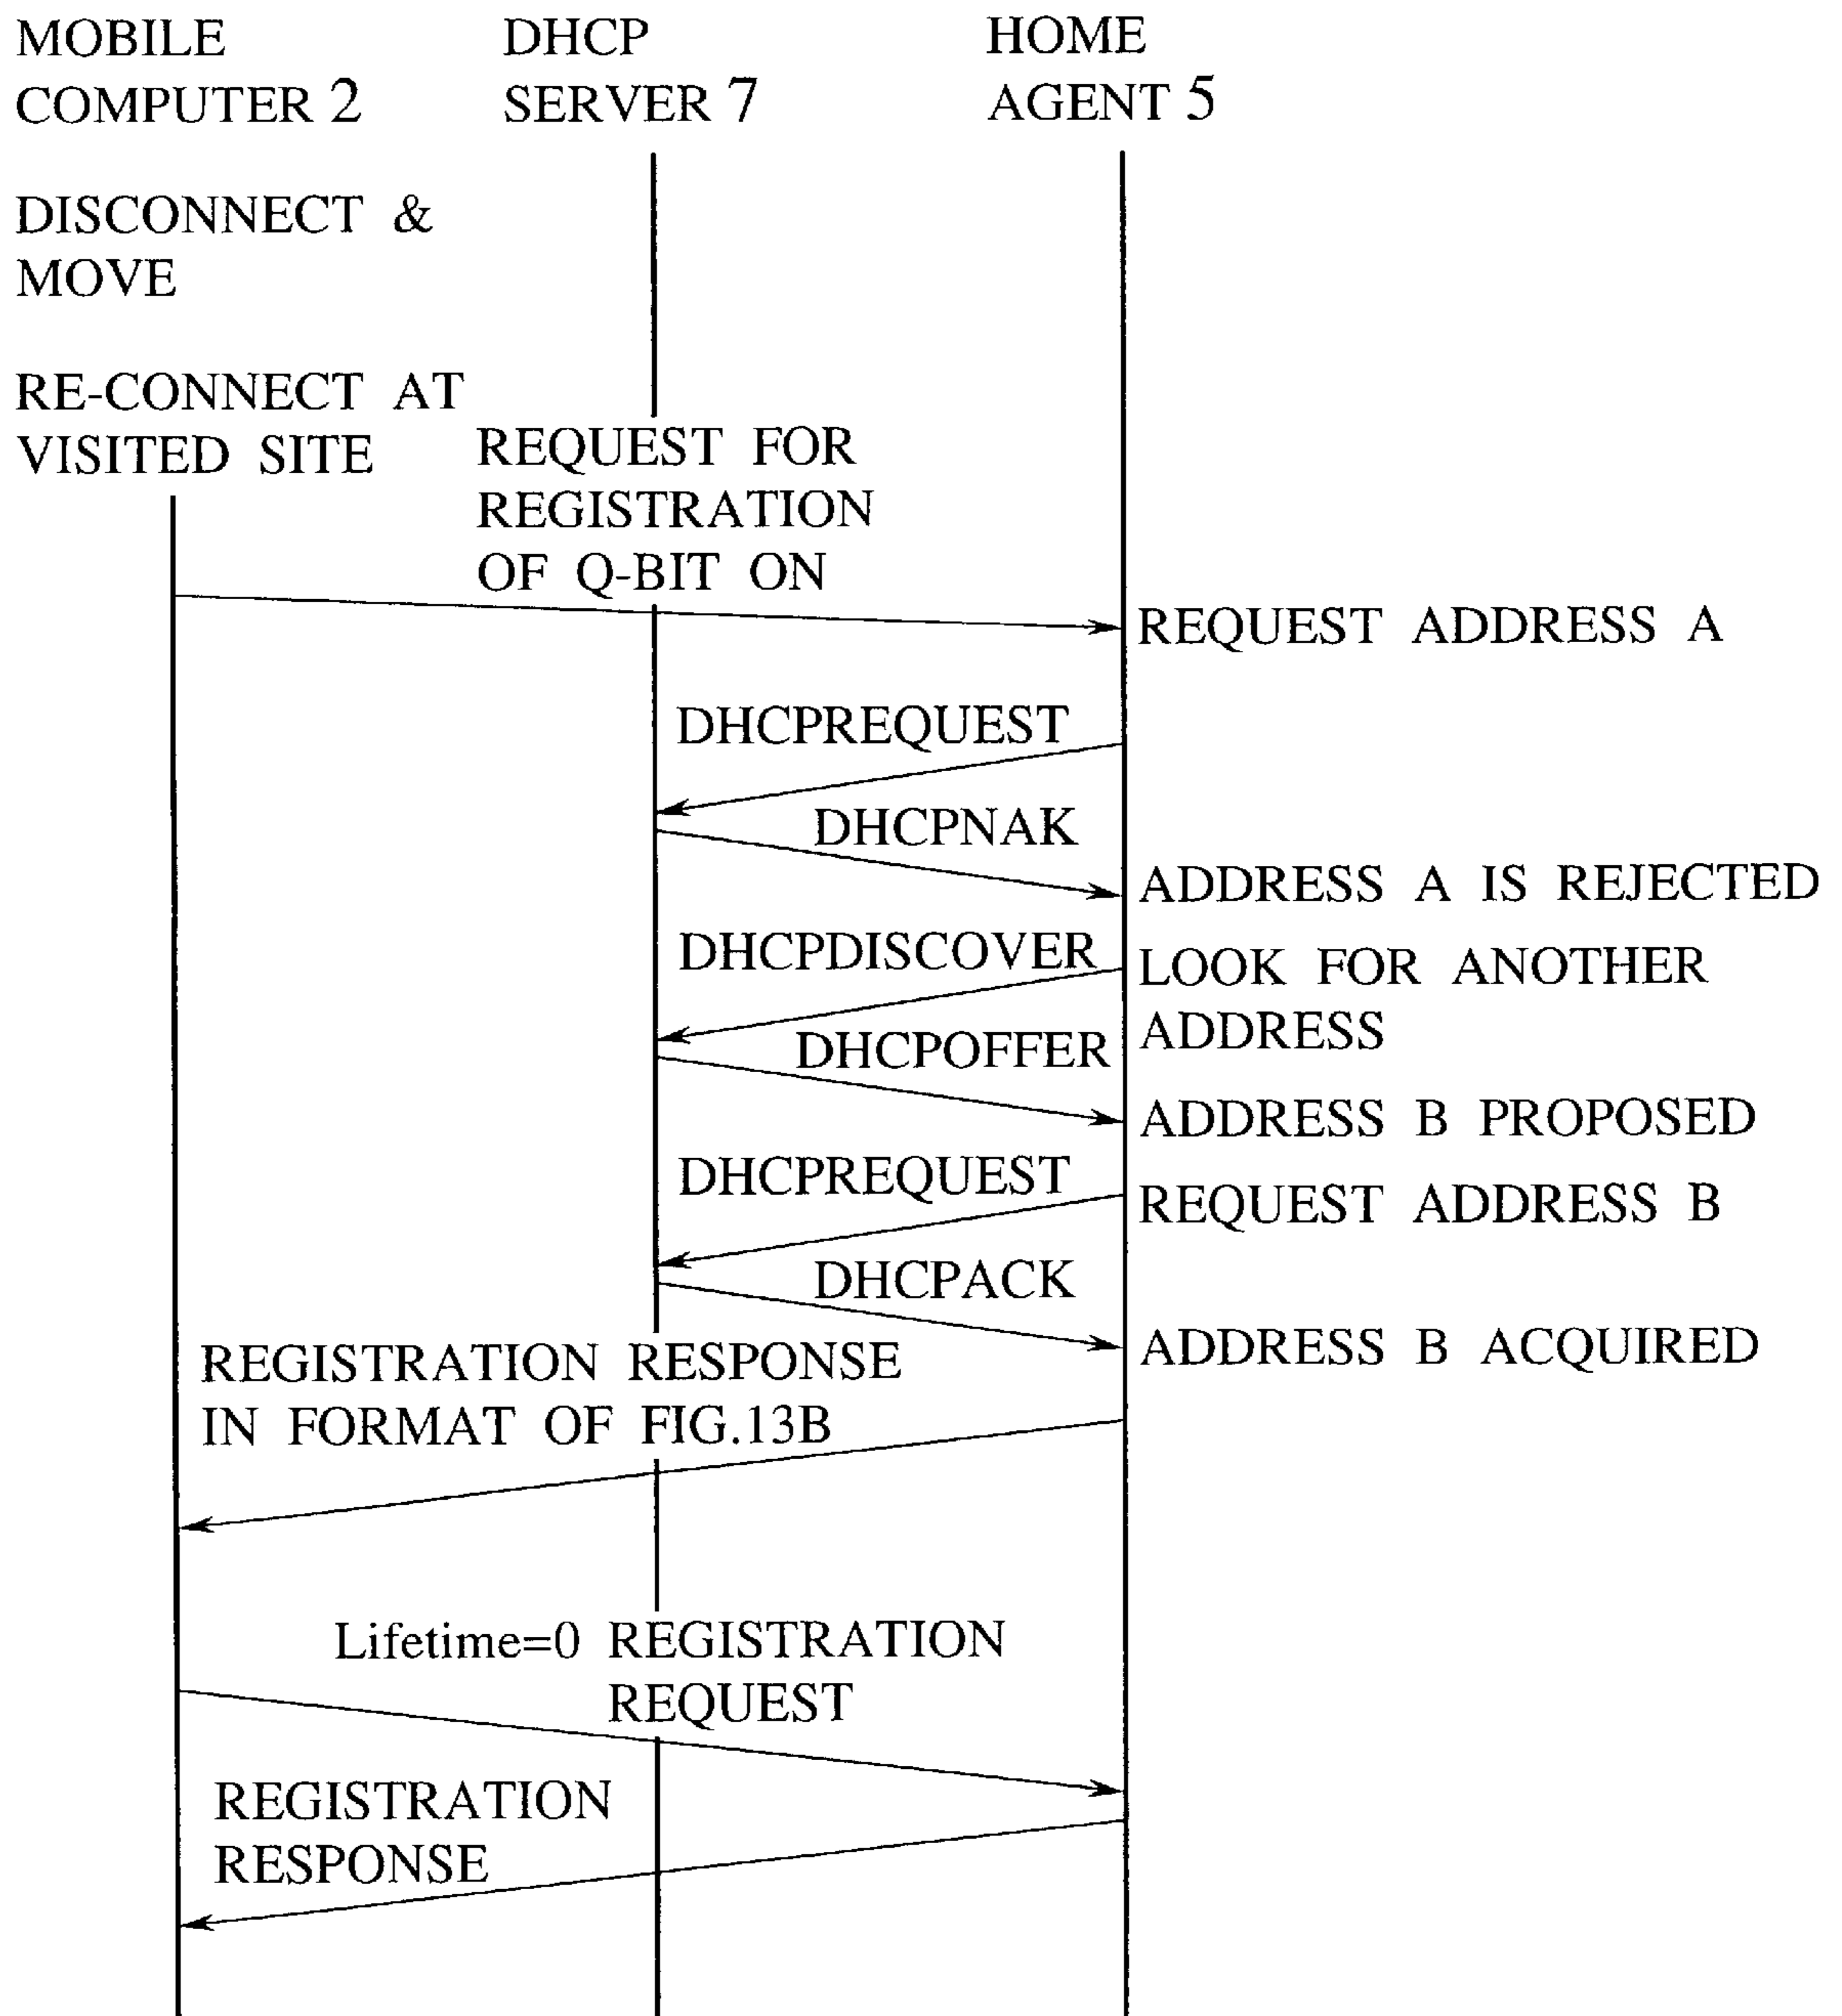 MOBILE
COMPUTER 2
DHCP
SERVER 7
HOME
AGENT 5
DISCONNECT &
MOVE
RE-CONNECT AT
VISITED SITE
REQUEST FOR
REGISTRATION
OF Q-BIT ON
REQUEST ADDRESS A
DHCPREQUEST
DHCPNAK
ADDRESS A IS REJECTED
DHCPDISCOVER
LOOK FOR ANOTHER
ADDRESS
DHCPOFFER
ADDRESS B PROPOSED
DHCPREQUEST
REQUEST ADDRESS B
DHCPACK
ADDRESS B ACQUIRED
REGISTRATION RESPONSE
IN FORMAT OF FIG.13B
Lifetime=0 REGISTRATION
REQUEST
REGISTRATION
RESPONSE